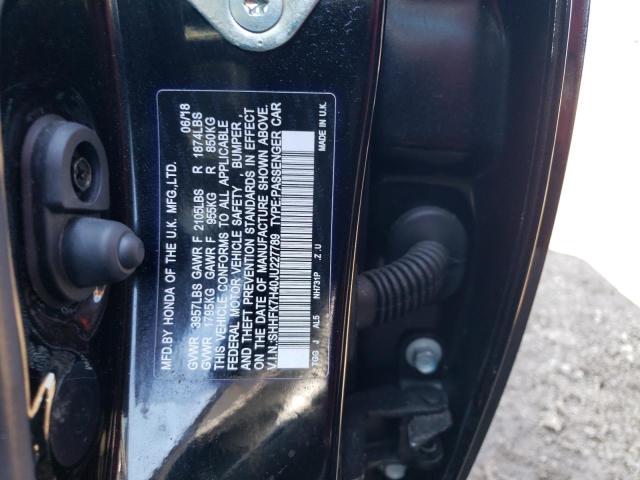 MFD.BY HONDA OF THE U.K. MFG.,LTD. 06/18
GVWR 3957LBS GAWR F 2105LBS R 1874LBS
GVWR 1795KG GAWR F 955KG R 850KG
THIS VEHICLE CONFORMS TO ALL APPLICABLE
FEDERAL MOTOR VEHICLE SAFETY , BUMPER ,
AND THEFT PREVENTION STANDARDS IN EFFECT
ON THE DATE OF MANUFACTURE SHOWN ABOVE.
V.I.N.:SHHFK7H40JU227769 TYPE:PASSENGER CAR
TGG J AL5 NH731P .Z .U MADE IN U.K.